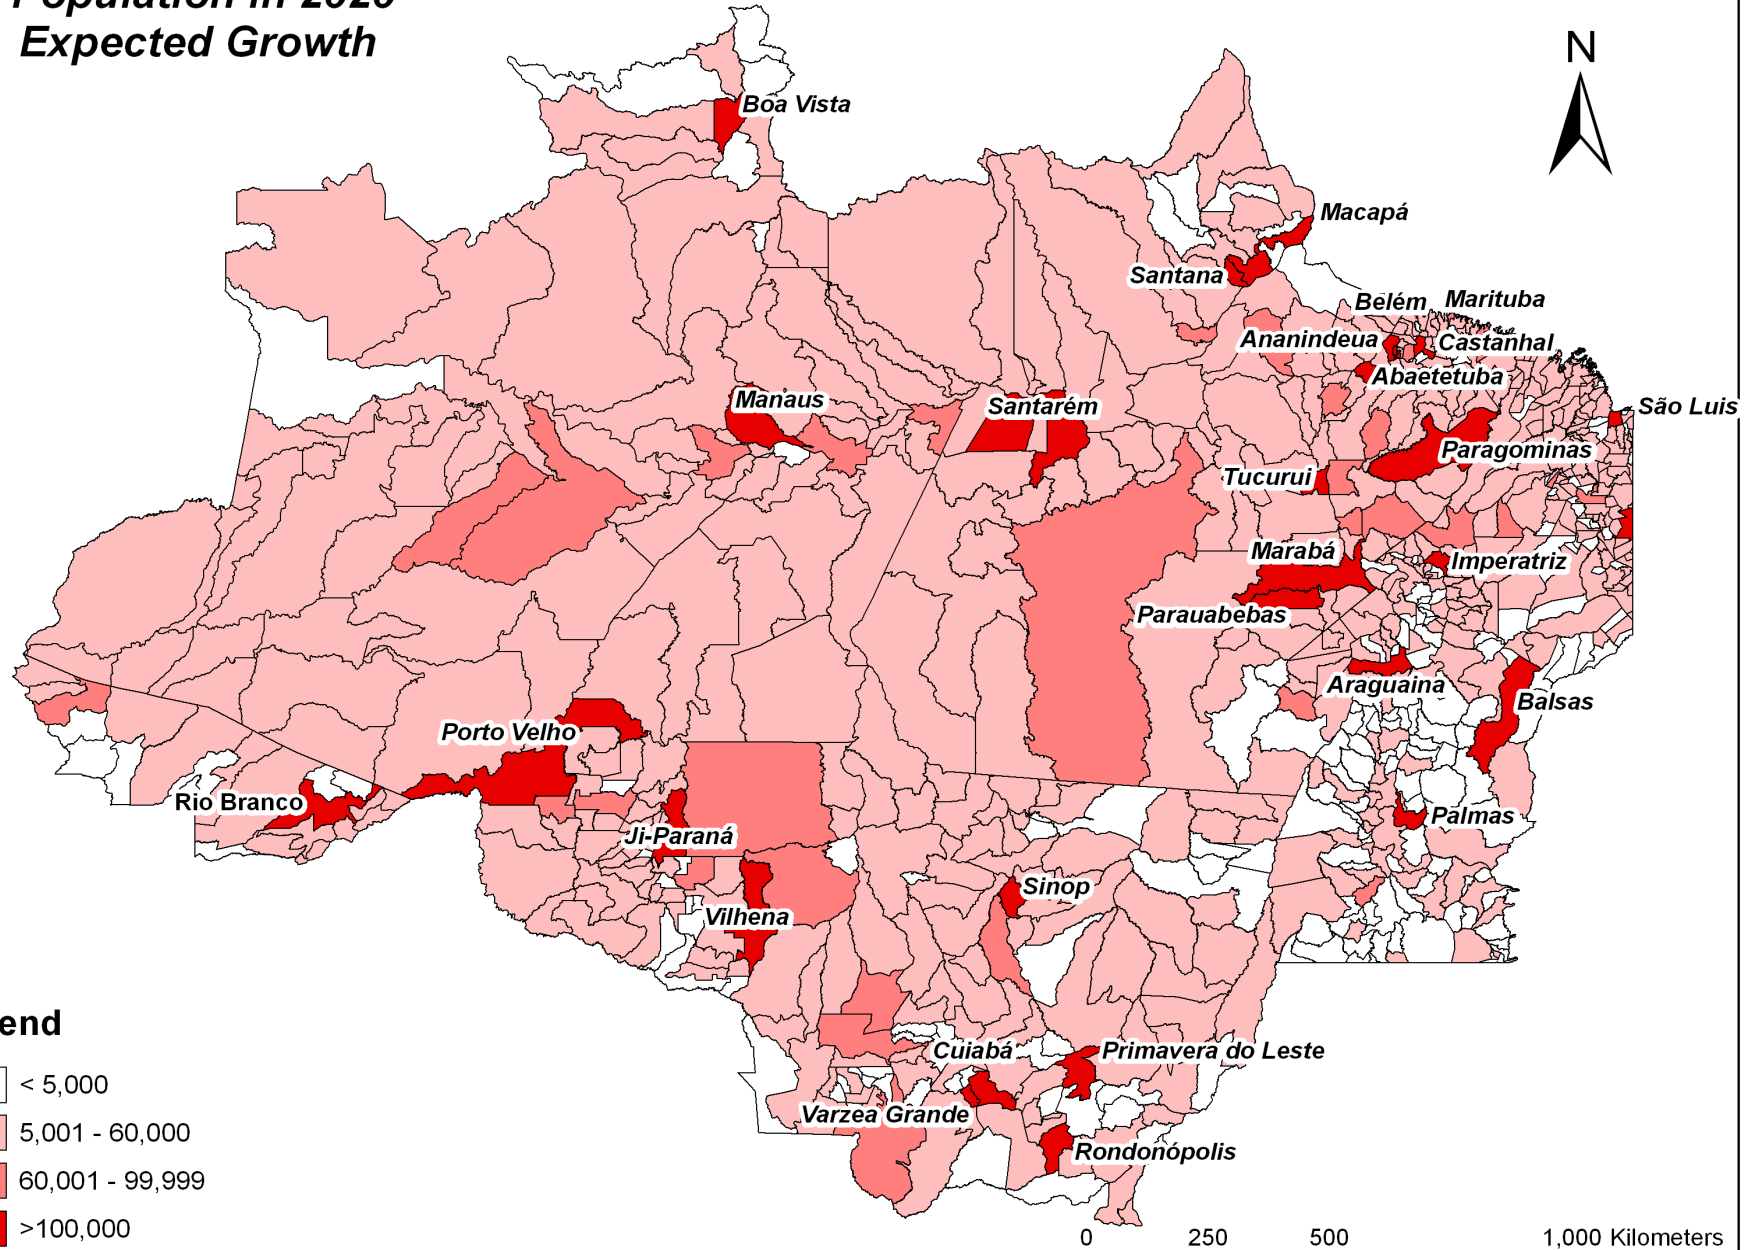 Expected Growth
N
Boa Vista
Macapá
Santana
Belém
Marituba
Ananindeua
Castanhal
Abaetetuba
Manaus
Santarém
São Luis
Paragominas
Tucurui
Marabá
Imperatriz
Parauabebas
Araguaina
Balsas
Porto Velho
Rio Branco
Palmas
Ji-Paraná
Sinop
Vilhena
end
Cuiabá
Primavera do Leste
< 5,000
Varzea Grande
5,001 - 60,000
Rondonópolis
60,001 - 99,999
>100,000
0 250 500 1,000 Kilometers